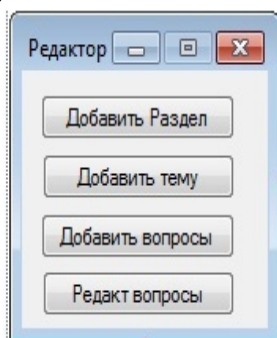 Редактор
Добавить Раздел
Добавить тему
Добавить вопросы
Редакт вопросы